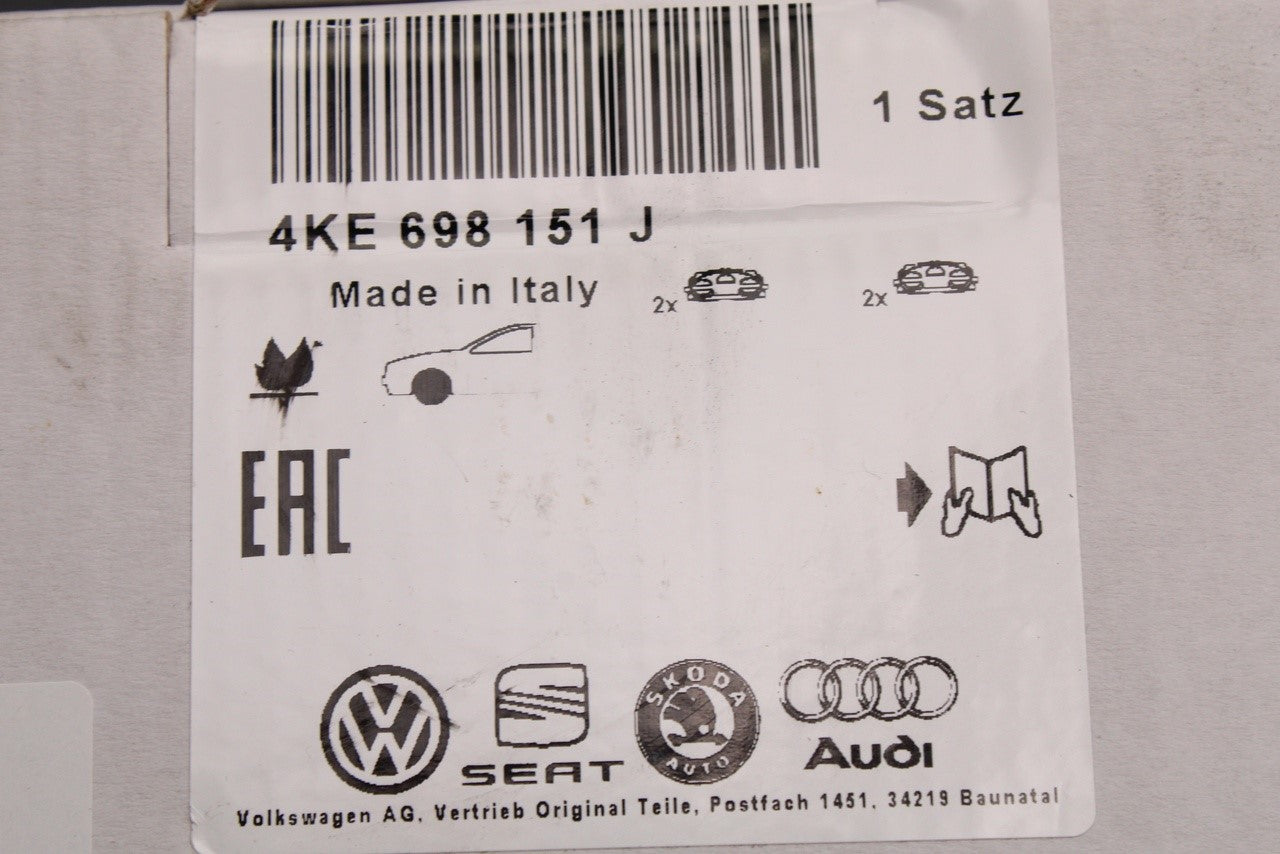 1 Satz
4KE 698 151 J
Made in Italy
2x
2x
EAC
SEAT
SKODA
AUTO
Audi
Volkswagen AG, Vertrieb Original Teile, Postfach 1451, 34219 Baunatal